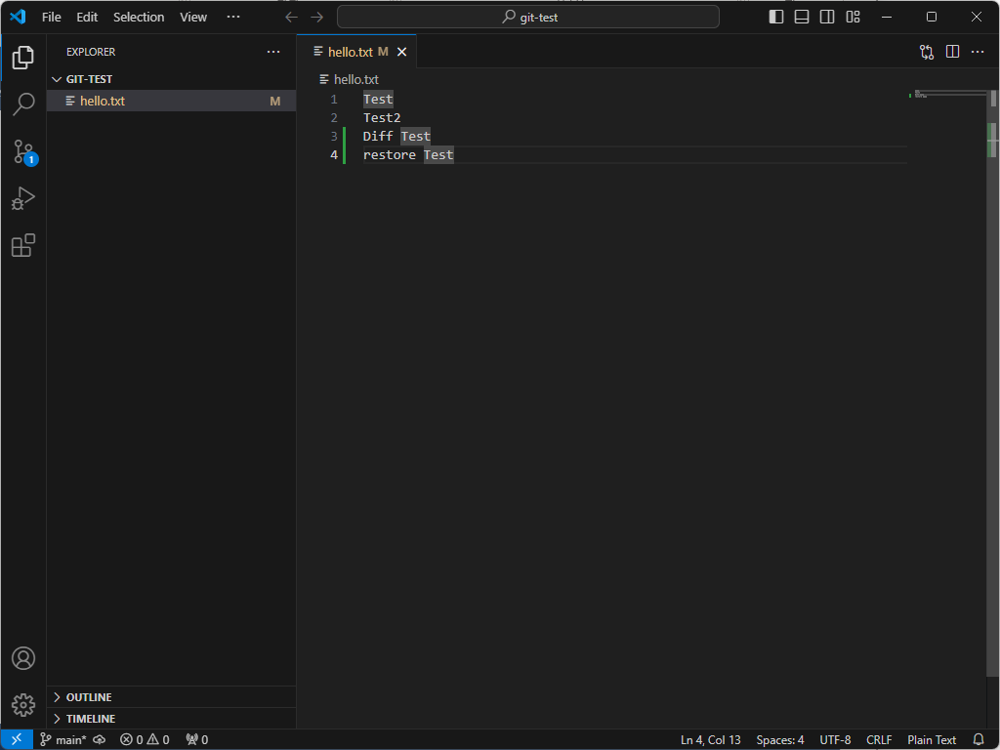 File Edit Selection View ··· git-test
EXPLORER ···
GIT-TEST
hello.txt M
1
hello.txt M
hello.txt
1 Test
2 Test2
3 Diff Test
4 restore Test
OUTLINE
TIMELINE
main* 0 0 0 Ln 4, Col 13 Spaces: 4 UTF-8 CRLF Plain Text